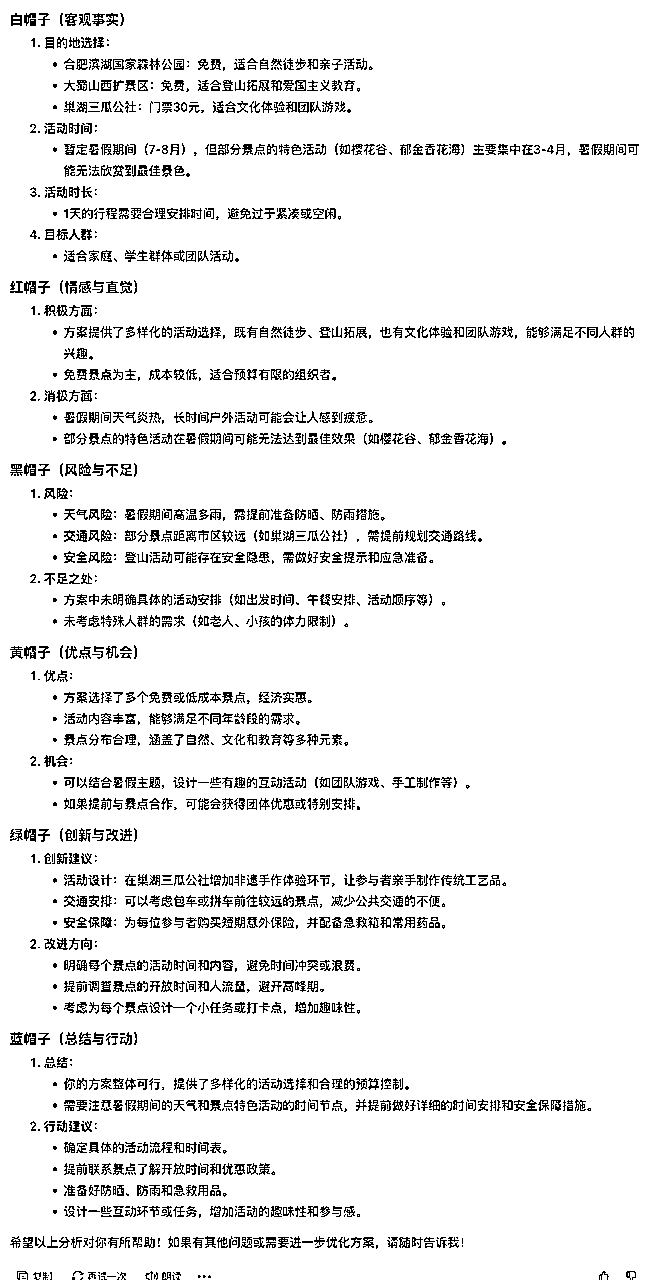 白帽子（客观事实）
1. 目的地选择：
• 合肥滨湖国家森林公园：免费，适合自然徒步和亲子活动。
• 大蜀山西扩景区：免费，适合登山拓展和爱国主义教育。
• 巢湖三瓜公社：门票30元，适合文化体验和团队游戏。
2. 活动时间：
• 暂定暑假期间（7-8月），但部分景点的特色活动（如樱花谷、郁金香花海）主要集中在3-4月，暑假期间可
能无法欣赏到最佳景色。
3. 活动时长：
• 1天的行程需要合理安排时间，避免过于紧凑或空闲。
4. 目标人群：
• 适合家庭、学生群体或团队活动。
红帽子（情感与直觉）
1. 积极方面：
• 方案提供了多样化的活动选择，既有自然徒步、登山拓展，也有文化体验和团队游戏，能够满足不同人群的
兴趣。
• 免费景点为主，成本较低，适合预算有限的组织者。
2. 消极方面：
• 暑假期间天气炎热，长时间户外活动可能会让人感到疲惫。
• 部分景点的特色活动在暑假期间可能无法达到最佳效果（如樱花谷、郁金香花海）。
黑帽子（风险与不足）
1. 风险：
• 天气风险：暑假期间高温多雨，需提前准备防晒、防雨措施。
• 交通风险：部分景点距离市区较远（如巢湖三瓜公社），需提前规划交通路线。
• 安全风险：登山活动可能存在安全隐患，需做好安全提示和应急准备。
2. 不足之处：
• 方案中未明确具体的活动安排（如出发时间、午餐安排、活动顺序等）。
• 未考虑特殊人群的需求（如老人、小孩的体力限制）。
黄帽子（优点与机会）
1. 优点：
• 方案选择了多个免费或低成本景点，经济实惠。
• 活动内容丰富，能够满足不同年龄段的需求。
• 景点分布合理，涵盖了自然、文化和教育等多种元素。
2. 机会：
• 可以结合暑假主题，设计一些有趣的互动活动（如团队游戏、手工制作等）。
• 如果提前与景点合作，可能会获得团体优惠或特别安排。
绿帽子（创新与改进）
1. 创新建议：
• 活动设计：在巢湖三瓜公社增加非遗手作体验环节，让参与者亲手制作传统工艺品。
• 交通安排：可以考虑包车或拼车前往较远的景点，减少公共交通的不便。
• 安全保障：为每位参与者购买短期意外保险，并配备急救箱和常用药品。
2. 改进方向：
• 明确每个景点的活动时间和内容，避免时间冲突或浪费。
• 提前调查景点的开放时间和人流量，避开高峰期。
• 考虑为每个景点设计一个小任务或打卡点，增加趣味性。
蓝帽子（总结与行动）
1. 总结：
• 你的方案整体可行，提供了多样化的活动选择和合理的预算控制。
• 需要注意暑假期间的天气和景点特色活动的时间节点，并提前做好详细的时间安排和安全保障措施。
2. 行动建议：
• 确定具体的活动流程和时间表。
• 提前联系景点了解开放时间和优惠政策。
• 准备好防晒、防雨和急救用品。
• 设计一些互动环节或任务，增加活动的趣味性和参与感。
希望以上分析对你有所帮助！如果有其他问题或需要进一步优化方案，请随时告诉我！
复制 再试一次 朗读 •••